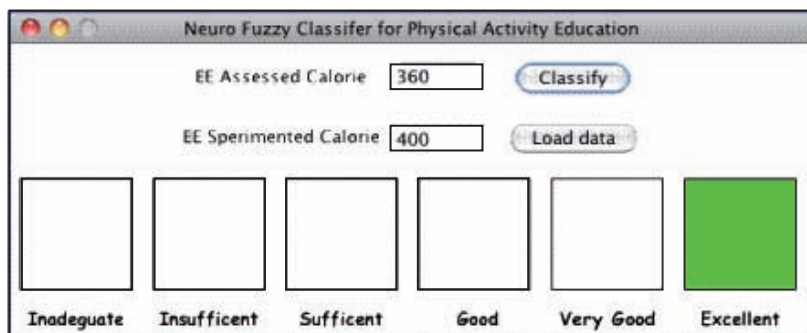 Neuro Fuzzy Classifer for Physical Activity Education
EE Assessed Calorie 360 Classify
EE Sperimented Calorie 400 Load data
Inadeguate Insufficent Sufficent Good Very Good Excellent